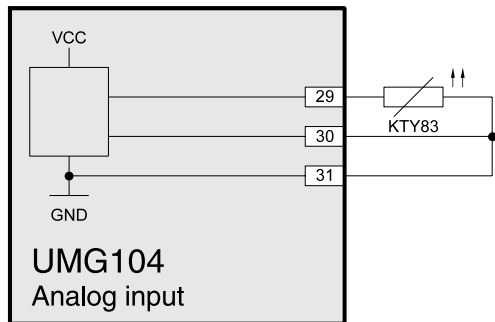 VCC
29
KTY83
30
31
GND
UMG104
Analog input